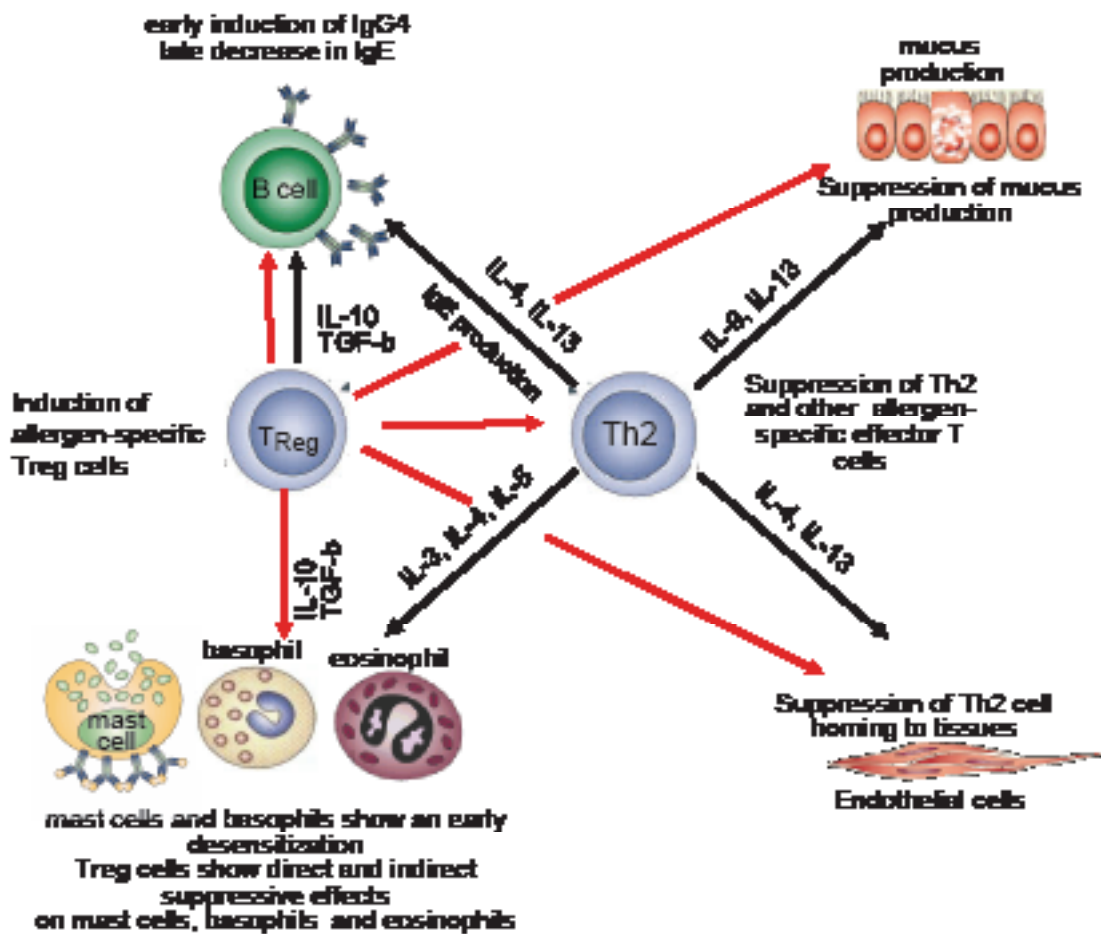 early induction of IgG4
late decrease in IgE
mucus
production
B cell
Suppression of mucus
production
IL-4, IL-13
IgE production
IL-9, IL-13
IL-10
TGF-b
Induction of
allergen-specific
Treg cells
TReg
Th2
Suppression of Th2
and other allergen-
specific effector T
cells
IL-3, IL-4, IL-5
IL-4, IL-13
IL-10
TGF-b
basophil
eosinophil
mast
cell
Suppression of Th2 cell
homing to tissues
Endothelial cells
mast cells and basophils show an early
desensitization
Treg cells show direct and indirect
suppressive effects
on mast cells, basophils and eosinophils